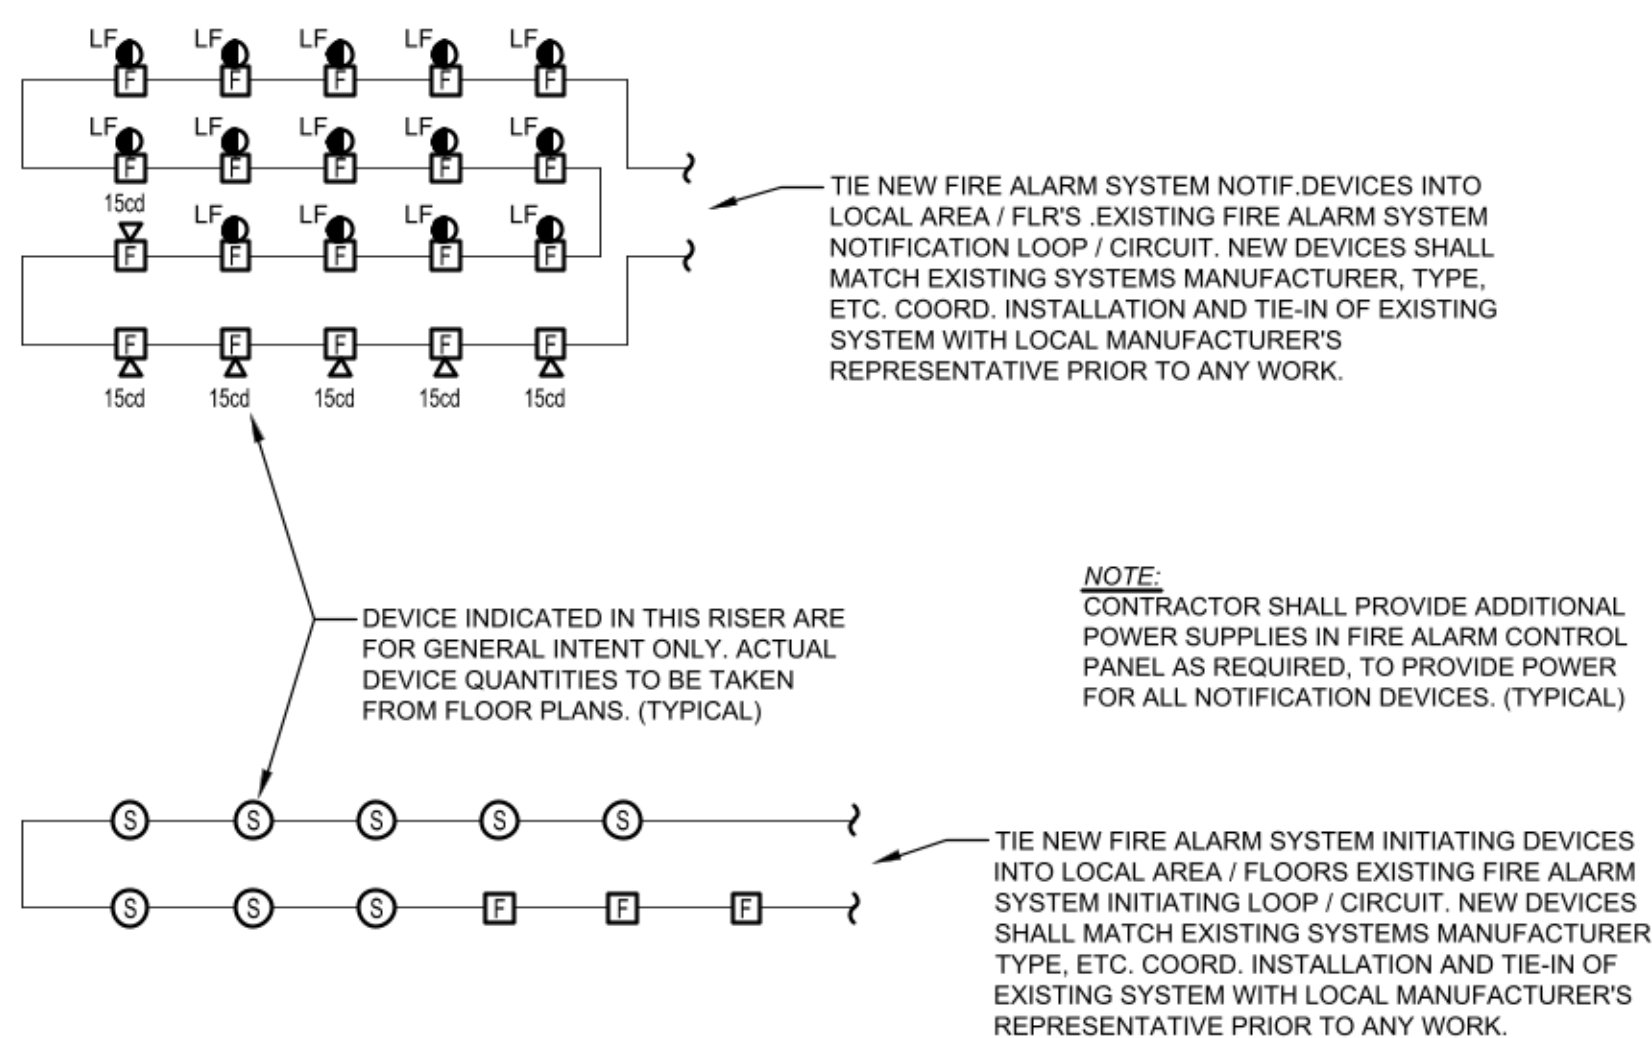 LF LF LF LF LF
F F F F F
LF LF LF LF LF
F F F F F
15cd LF LF LF LF
F F F F F
F F F F F
15cd 15cd 15cd 15cd 15cd
TIE NEW FIRE ALARM SYSTEM NOTIF.DEVICES INTO
LOCAL AREA / FLR'S .EXISTING FIRE ALARM SYSTEM
NOTIFICATION LOOP / CIRCUIT. NEW DEVICES SHALL
MATCH EXISTING SYSTEMS MANUFACTURER, TYPE,
ETC. COORD. INSTALLATION AND TIE-IN OF EXISTING
SYSTEM WITH LOCAL MANUFACTURER'S
REPRESENTATIVE PRIOR TO ANY WORK.
DEVICE INDICATED IN THIS RISER ARE
FOR GENERAL INTENT ONLY. ACTUAL
DEVICE QUANTITIES TO BE TAKEN
FROM FLOOR PLANS. (TYPICAL)
NOTE:
CONTRACTOR SHALL PROVIDE ADDITIONAL
POWER SUPPLIES IN FIRE ALARM CONTROL
PANEL AS REQUIRED, TO PROVIDE POWER
FOR ALL NOTIFICATION DEVICES. (TYPICAL)
S S S S S
S S S F F F
TIE NEW FIRE ALARM SYSTEM INITIATING DEVICES
INTO LOCAL AREA / FLOORS EXISTING FIRE ALARM
SYSTEM INITIATING LOOP / CIRCUIT. NEW DEVICES
SHALL MATCH EXISTING SYSTEMS MANUFACTURER
TYPE, ETC. COORD. INSTALLATION AND TIE-IN OF
EXISTING SYSTEM WITH LOCAL MANUFACTURER'S
REPRESENTATIVE PRIOR TO ANY WORK.